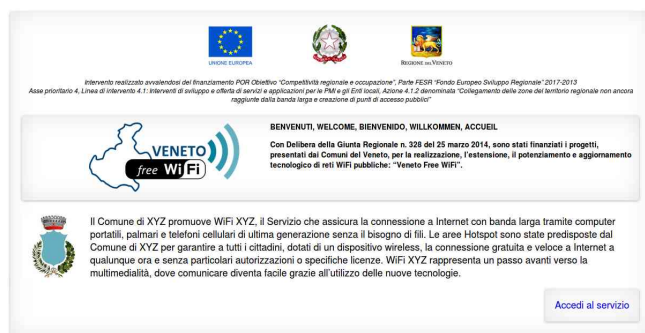 UNIONE EUROPEA
REGIONE DEL VENETO
Intervento realizzato avvalendosi del finanziamento POR Obiettivo "Competitività regionale e occupazione", Parte FESR "Fondo Europeo Sviluppo Regionale" 2017-2013
Asse prioritario 4, Linea di intervento 4.1: Interventi di sviluppo e offerta di servizi e applicazioni per le PMI e gli Enti locali, Azione 4.1.2 denominata "Collegamento delle zone del territorio regionale non ancora
raggiunte dalla banda larga e creazione di punti di accesso pubblici"
VENETO
free WiFi
BENVENUTI, WELCOME, BIENVENIDO, WILLKOMMEN, ACCUEIL
Con Delibera della Giunta Regionale n. 328 del 25 marzo 2014, sono stati finanziati i progetti,
presentati dai Comuni del Veneto, per la realizzazione, l'estensione, il potenziamento e aggiornamento
tecnologico di reti WiFi pubbliche: "Veneto Free WiFi".
Il Comune di XYZ promuove WiFi XYZ, il Servizio che assicura la connessione a Internet con banda larga tramite computer
portatili, palmari e telefoni cellulari di ultima generazione senza il bisogno di fili. Le aree Hotspot sono state predisposte dal
Comune di XYZ per garantire a tutti i cittadini, dotati di un dispositivo wireless, la connessione gratuita e veloce a Internet a
qualunque ora e senza particolari autorizzazioni o specifiche licenze. WiFi XYZ rappresenta un passo avanti verso la
multimedialità, dove comunicare diventa facile grazie all'utilizzo delle nuove tecnologie.
Accedi al servizio